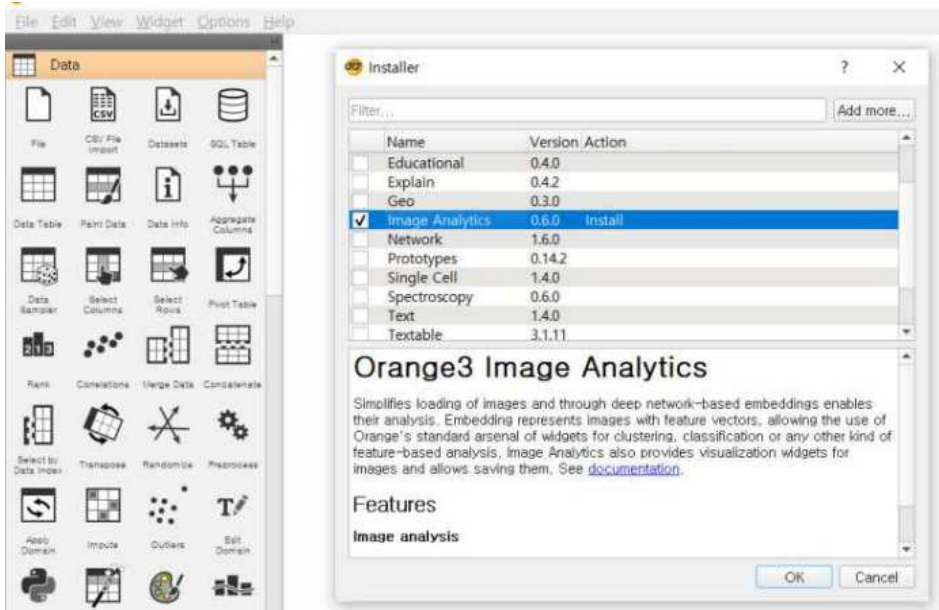 File Edit View Widget Options Help
Data
File
CSV File Import
Datasets
SQL Table
Data Table
Paint Data
Data Info
Aggregate Columns
Data Sampler
Select Columns
Select Rows
Pivot Table
Rank
Correlations
Merge Data
Concatenate
Select by Data Index
Transpose
Randomize
Preprocess
Apply Domain
Impute
Outliers
Edit Domain
Installer ? ×
Filter...
Add more...
Name Version Action
Educational 0.4.0
Explain 0.4.2
Geo 0.3.0
Image Analytics 0.6.0 Install
Network 1.6.0
Prototypes 0.14.2
Single Cell 1.4.0
Spectroscopy 0.6.0
Text 1.4.0
Textable 3.1.11
Orange3 Image Analytics
Simplifies loading of images and through deep network-based embeddings enables
their analysis. Embedding represents images with feature vectors, allowing the use of
Orange's standard arsenal of widgets for clustering, classification or any other kind of
feature-based analysis. Image Analytics also provides visualization widgets for
images and allows saving them. See documentation.
Features
Image analysis
OK
Cancel